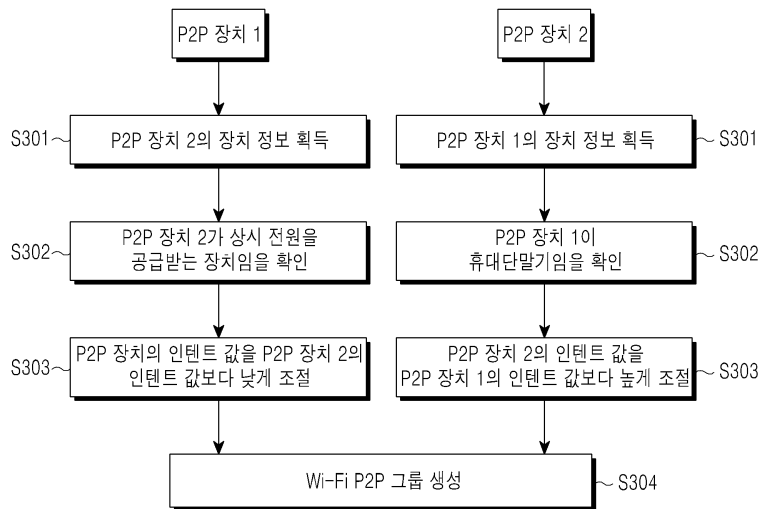 P2P 장치 1
P2P 장치 2
S301
P2P 장치 2의 장치 정보 획득
P2P 장치 1의 장치 정보 획득
S301
S302
P2P 장치 2가 상시 전원을
공급받는 장치임을 확인
P2P 장치 1이
휴대단말기임을 확인
S302
S303
P2P 장치의 인텐트 값을 P2P 장치 2의
인텐트 값보다 낮게 조절
P2P 장치 2의 인텐트 값을
P2P 장치 1의 인텐트 값보다 높게 조절
S303
Wi-Fi P2P 그룹 생성
S304